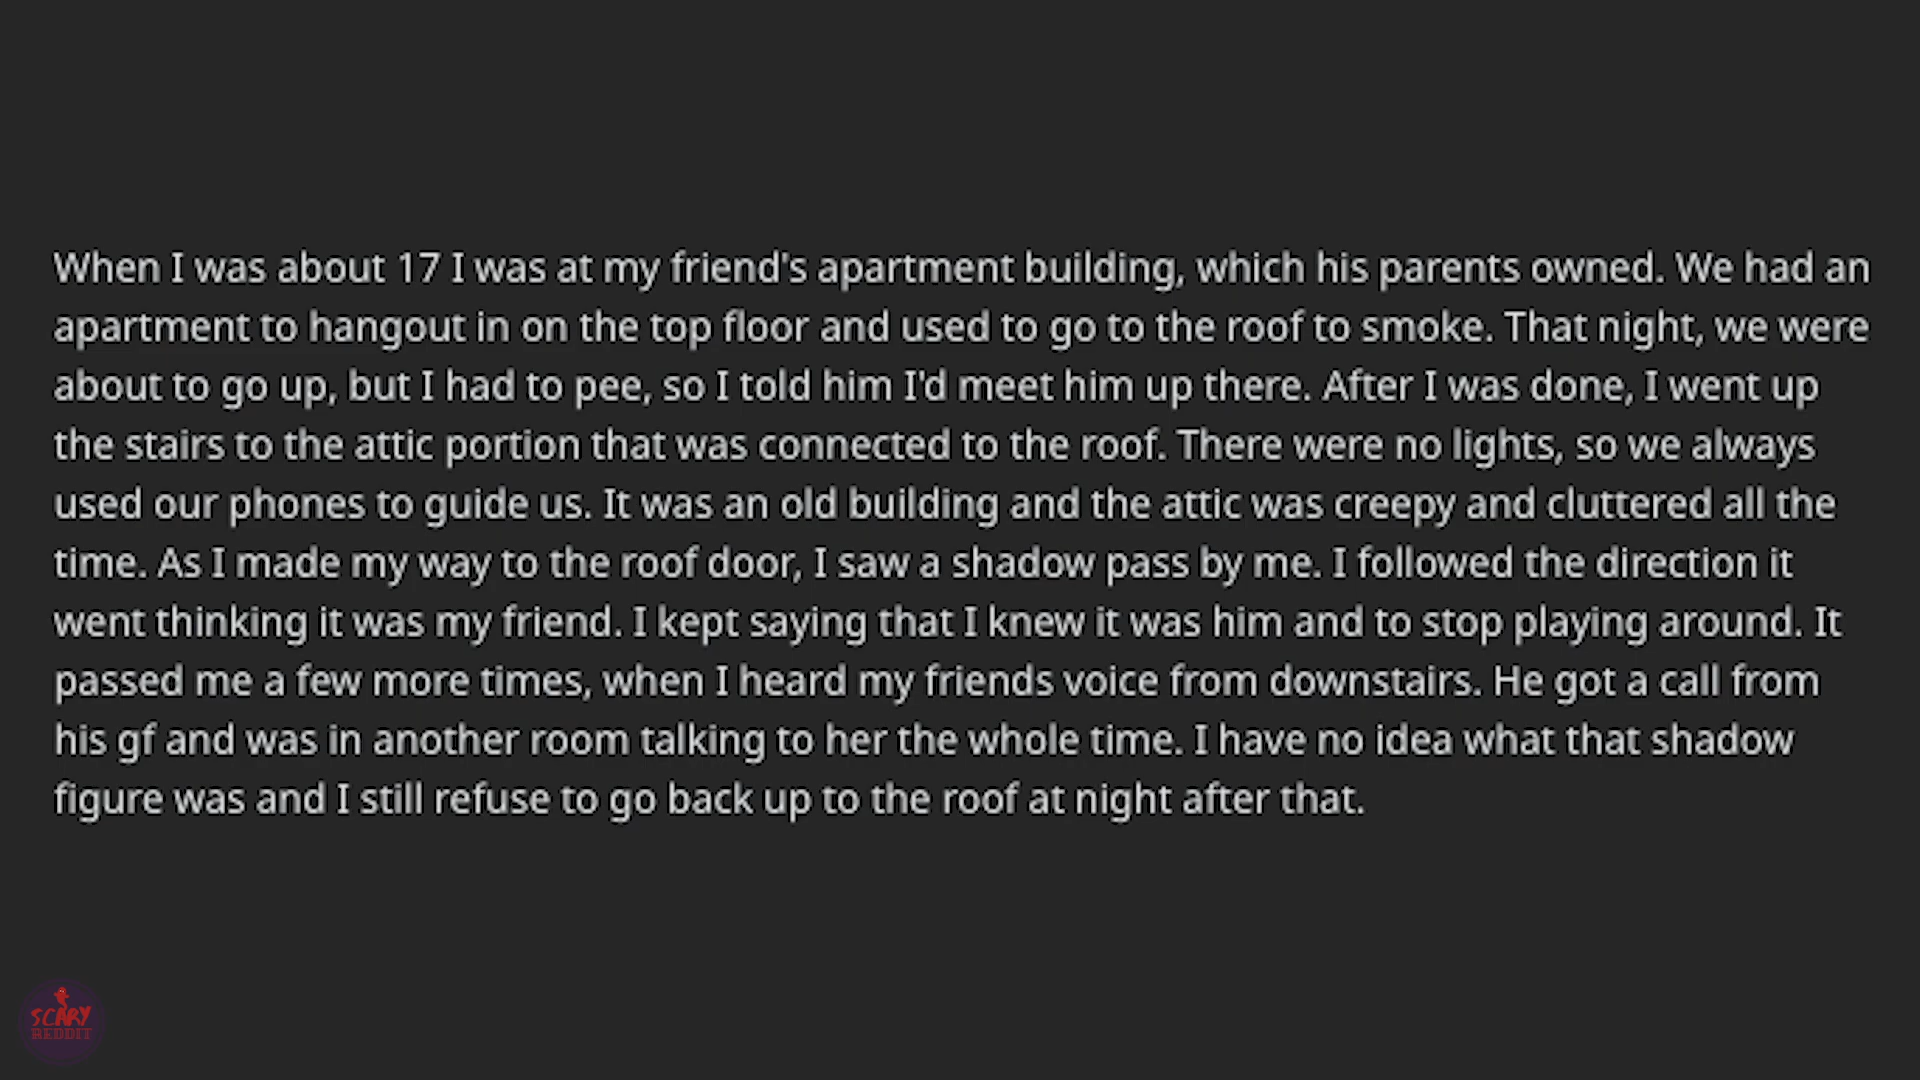 When I was about 17 I was at my friend's apartment building, which his parents owned. We had an
apartment to hangout in on the top floor and used to go to the roof to smoke. That night, we were
about to go up, but I had to pee, so I told him I'd meet him up there. After I was done, I went up
the stairs to the attic portion that was connected to the roof. There were no lights, so we always
used our phones to guide us. It was an old building and the attic was creepy and cluttered all the
time. As I made my way to the roof door, I saw a shadow pass by me. I followed the direction it
went thinking it was my friend. I kept saying that I knew it was him and to stop playing around. It
passed me a few more times, when I heard my friends voice from downstairs. He got a call from
his gf and was in another room talking to her the whole time. I have no idea what that shadow
figure was and I still refuse to go back up to the roof at night after that.
SCARY
REDDIT